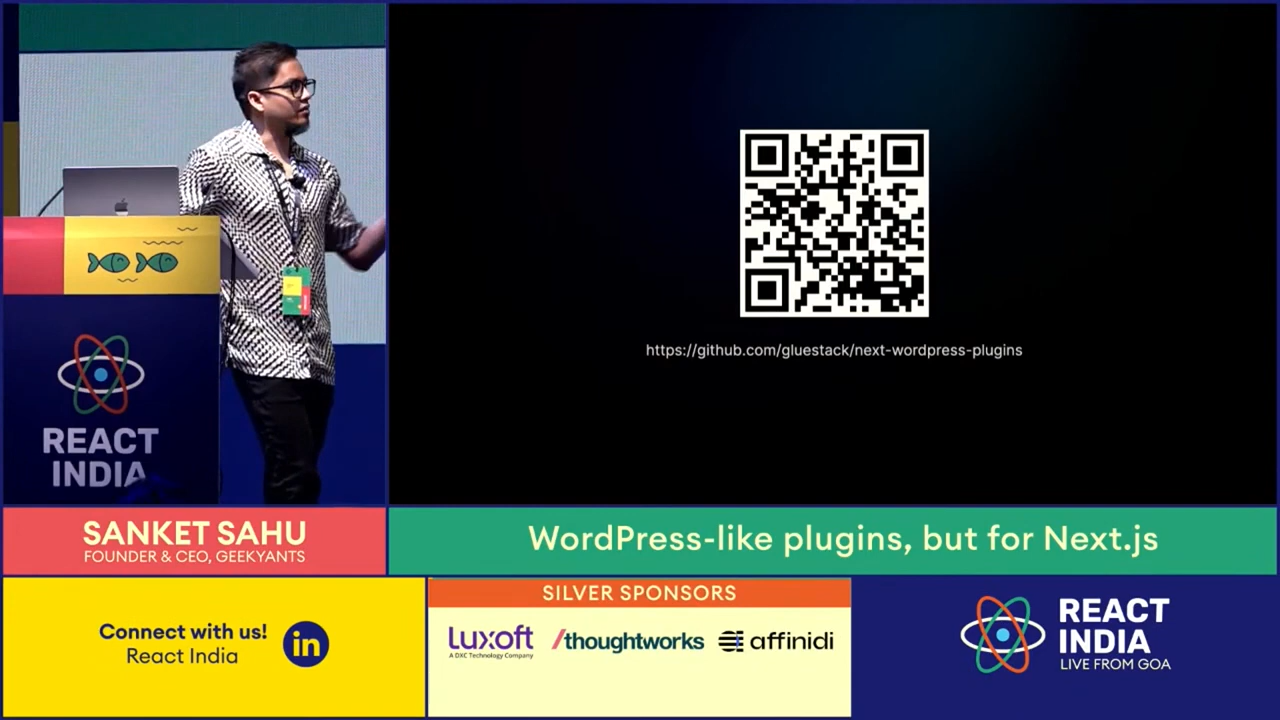 https://github.com/gluestack/next-wordpress-plugins
REACT
INDIA
SANKET SAHU
FOUNDER & CEO, GEEKYANTS
WordPress-like plugins, but for Next.js
Connect with us!
React India
in
SILVER SPONSORS
Luxoft
A DXC Technology Company
/thoughtworks
affinidi
REACT
INDIA
LIVE FROM GOA